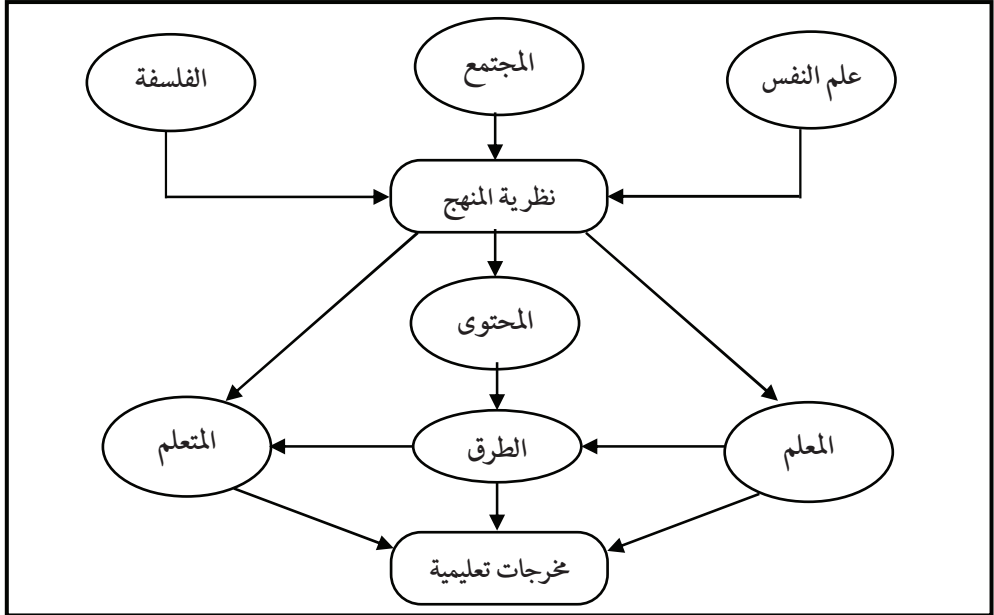 علم النفس
المجتمع
الفلسفة
نظرية المنهج
المحتوى
المعلم
الطرق
المتعلم
مخرجات تعليمية